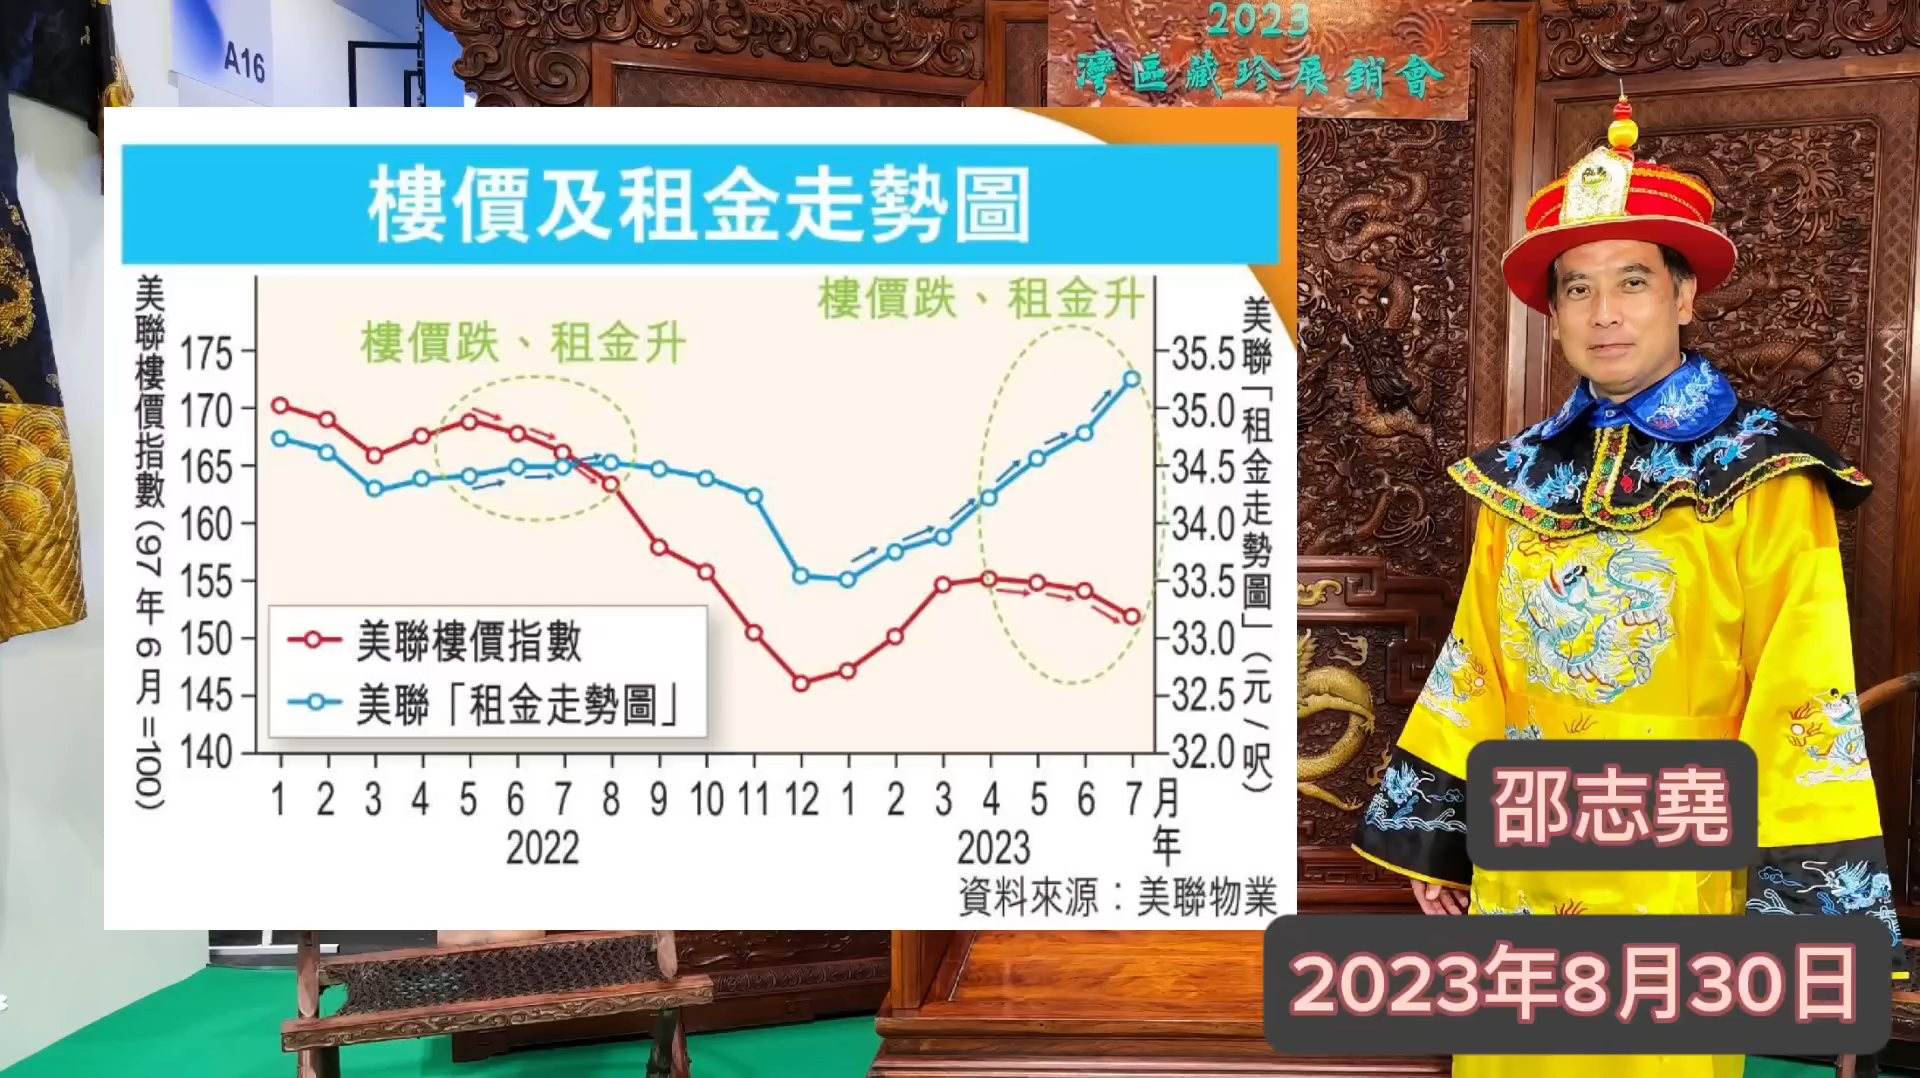 A16
2023
灣區藏珍展銷會
樓價及租金走勢圖
美聯樓價指數（97年6月=100）
175
170
165
160
155
150
145
140
樓價跌、租金升
樓價跌、租金升
35.5
35.0
34.5
34.0
33.5
33.0
32.5
32.0
美聯「租金走勢圖」（元/呎）
美聯樓價指數
美聯「租金走勢圖」
1 2 3 4 5 6 7 8 9 10 11 12 1 2 3 4 5 6 7 月
2022 2023 年
資料來源：美聯物業
邵志堯
2023年8月30日